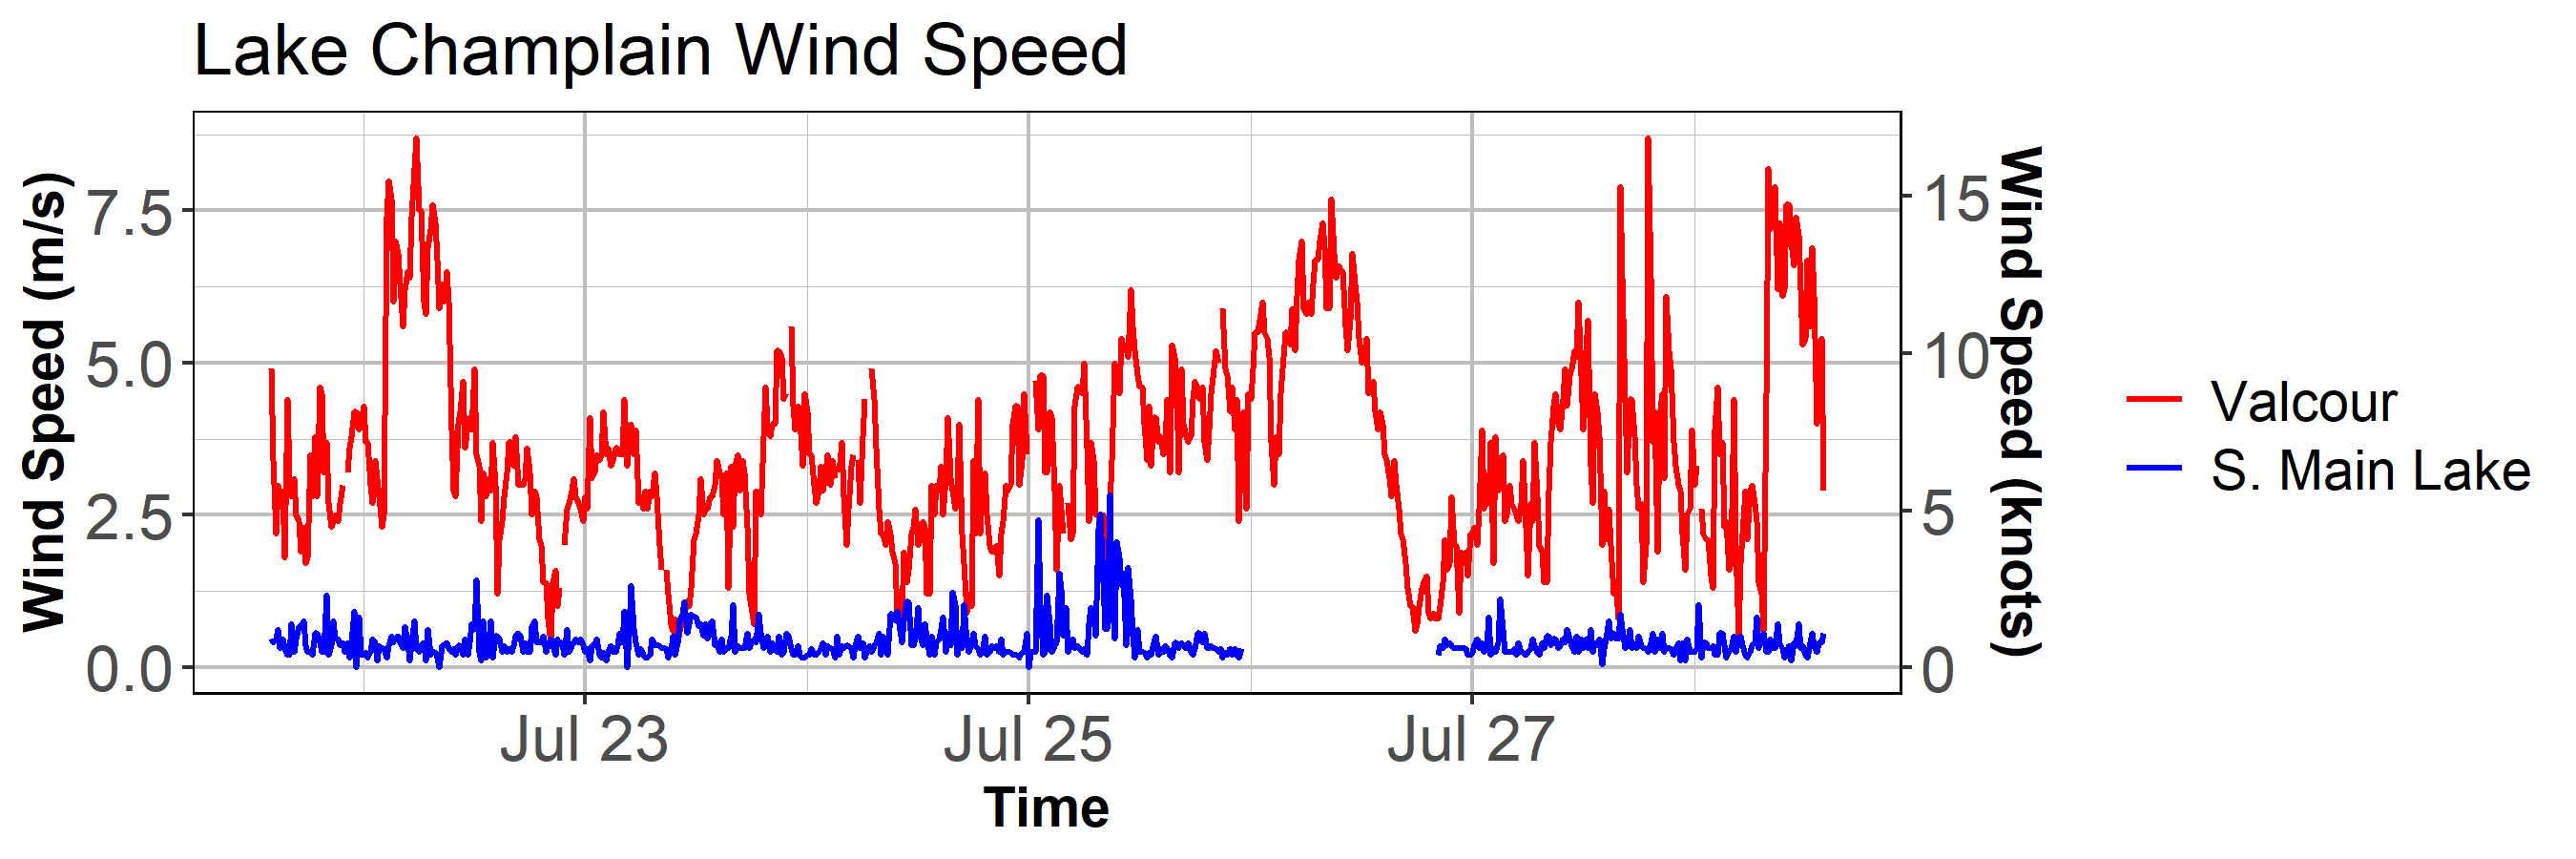 Lake Champlain Wind Speed
Wind Speed (m/s)
7.5
5.0
2.5
0.0
15
10
5
0
Wind Speed (knots)
Jul 23
Jul 25
Jul 27
Time
Valcour
S. Main Lake